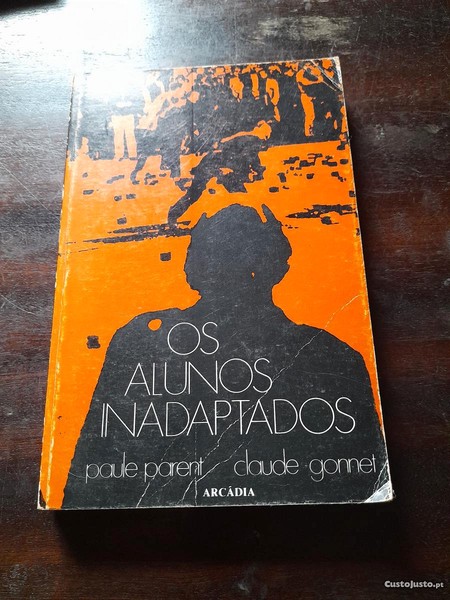 OS
ALUNOS
INADAPTADOS
paule parent / claude gonnet
ARCÁDIA
CustoJusto.pt